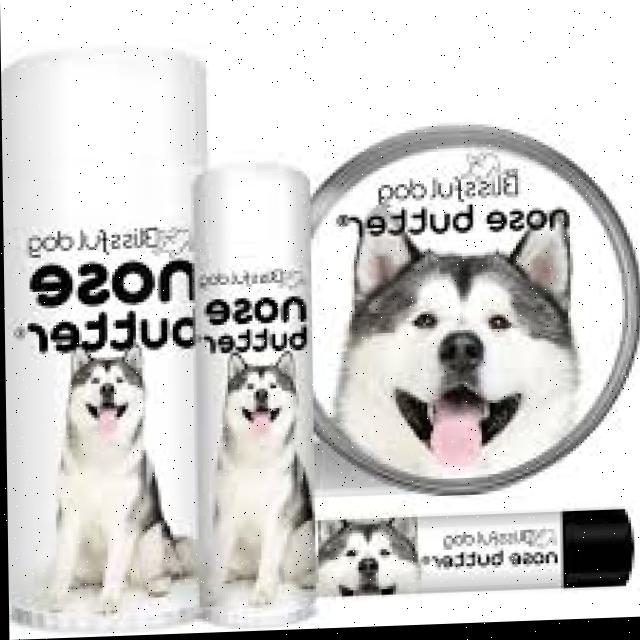 Blissful dog
nose
butter®
Blissful dog
nose
butter
Blissful dog
nose butter®
Blissful dog
nose butter®